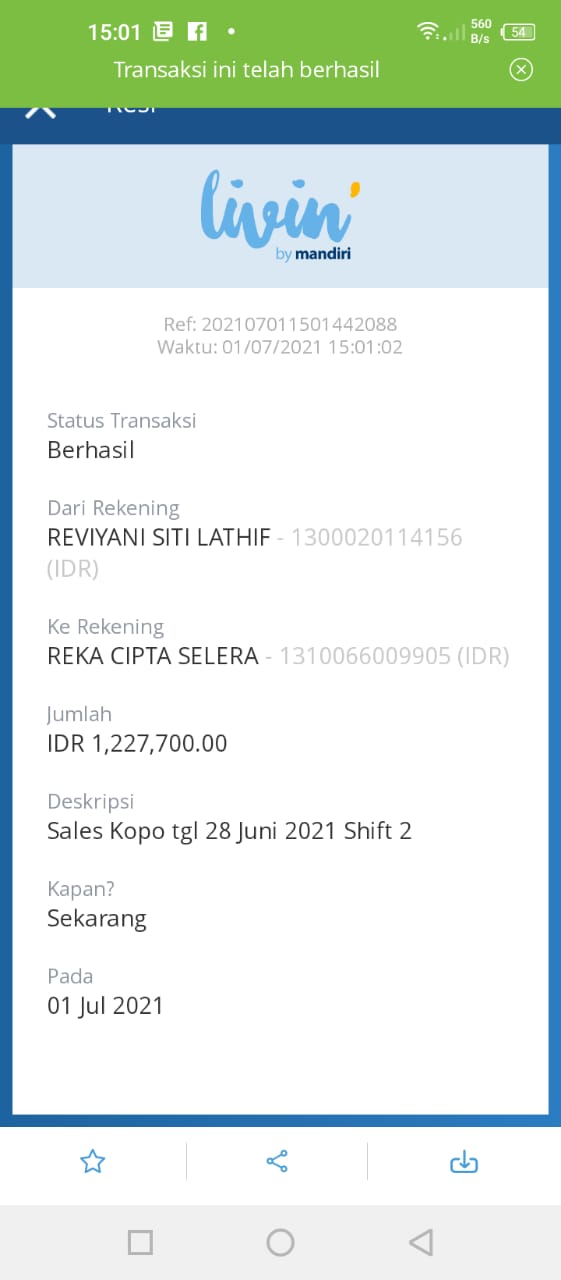 15:01
560
B/s
54
Transaksi ini telah berhasil
Resi
livin'
by mandiri
Ref: 202107011501442088
Waktu: 01/07/2021 15:01:02
Status Transaksi
Berhasil
Dari Rekening
REVIYANI SITI LATHIF - 1300020114156
(IDR)
Ke Rekening
REKA CIPTA SELERA - 1310066009905 (IDR)
Jumlah
IDR 1,227,700.00
Deskripsi
Sales Kopo tgl 28 Juni 2021 Shift 2
Kapan?
Sekarang
Pada
01 Jul 2021